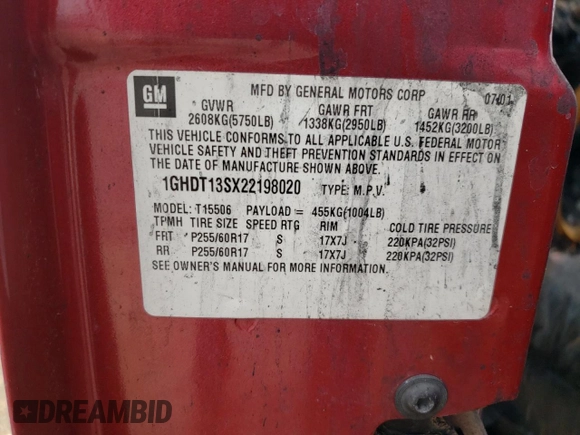 GM
MFD BY GENERAL MOTORS CORP 07/01
GVWR GAWR FRT GAWR RR
2608KG(5750LB) 1338KG(2950LB) 1452KG(3200LB)
THIS VEHICLE CONFORMS TO ALL APPLICABLE U.S. FEDERAL MOTOR
VEHICLE SAFETY AND THEFT PREVENTION STANDARDS IN EFFECT ON
THE DATE OF MANUFACTURE SHOWN ABOVE.
1GHDT13SX22198020 TYPE: M.P.V.
MODEL: T15506 PAYLOAD = 455KG(1004LB)
TPMH TIRE SIZE SPEED RTG RIM COLD TIRE PRESSURE
FRT P255/60R17 S 17X7J 220KPA(32PSI)
RR P255/60R17 S 17X7J 220KPA(32PSI)
SEE OWNER'S MANUAL FOR MORE INFORMATION.
DREAMBID